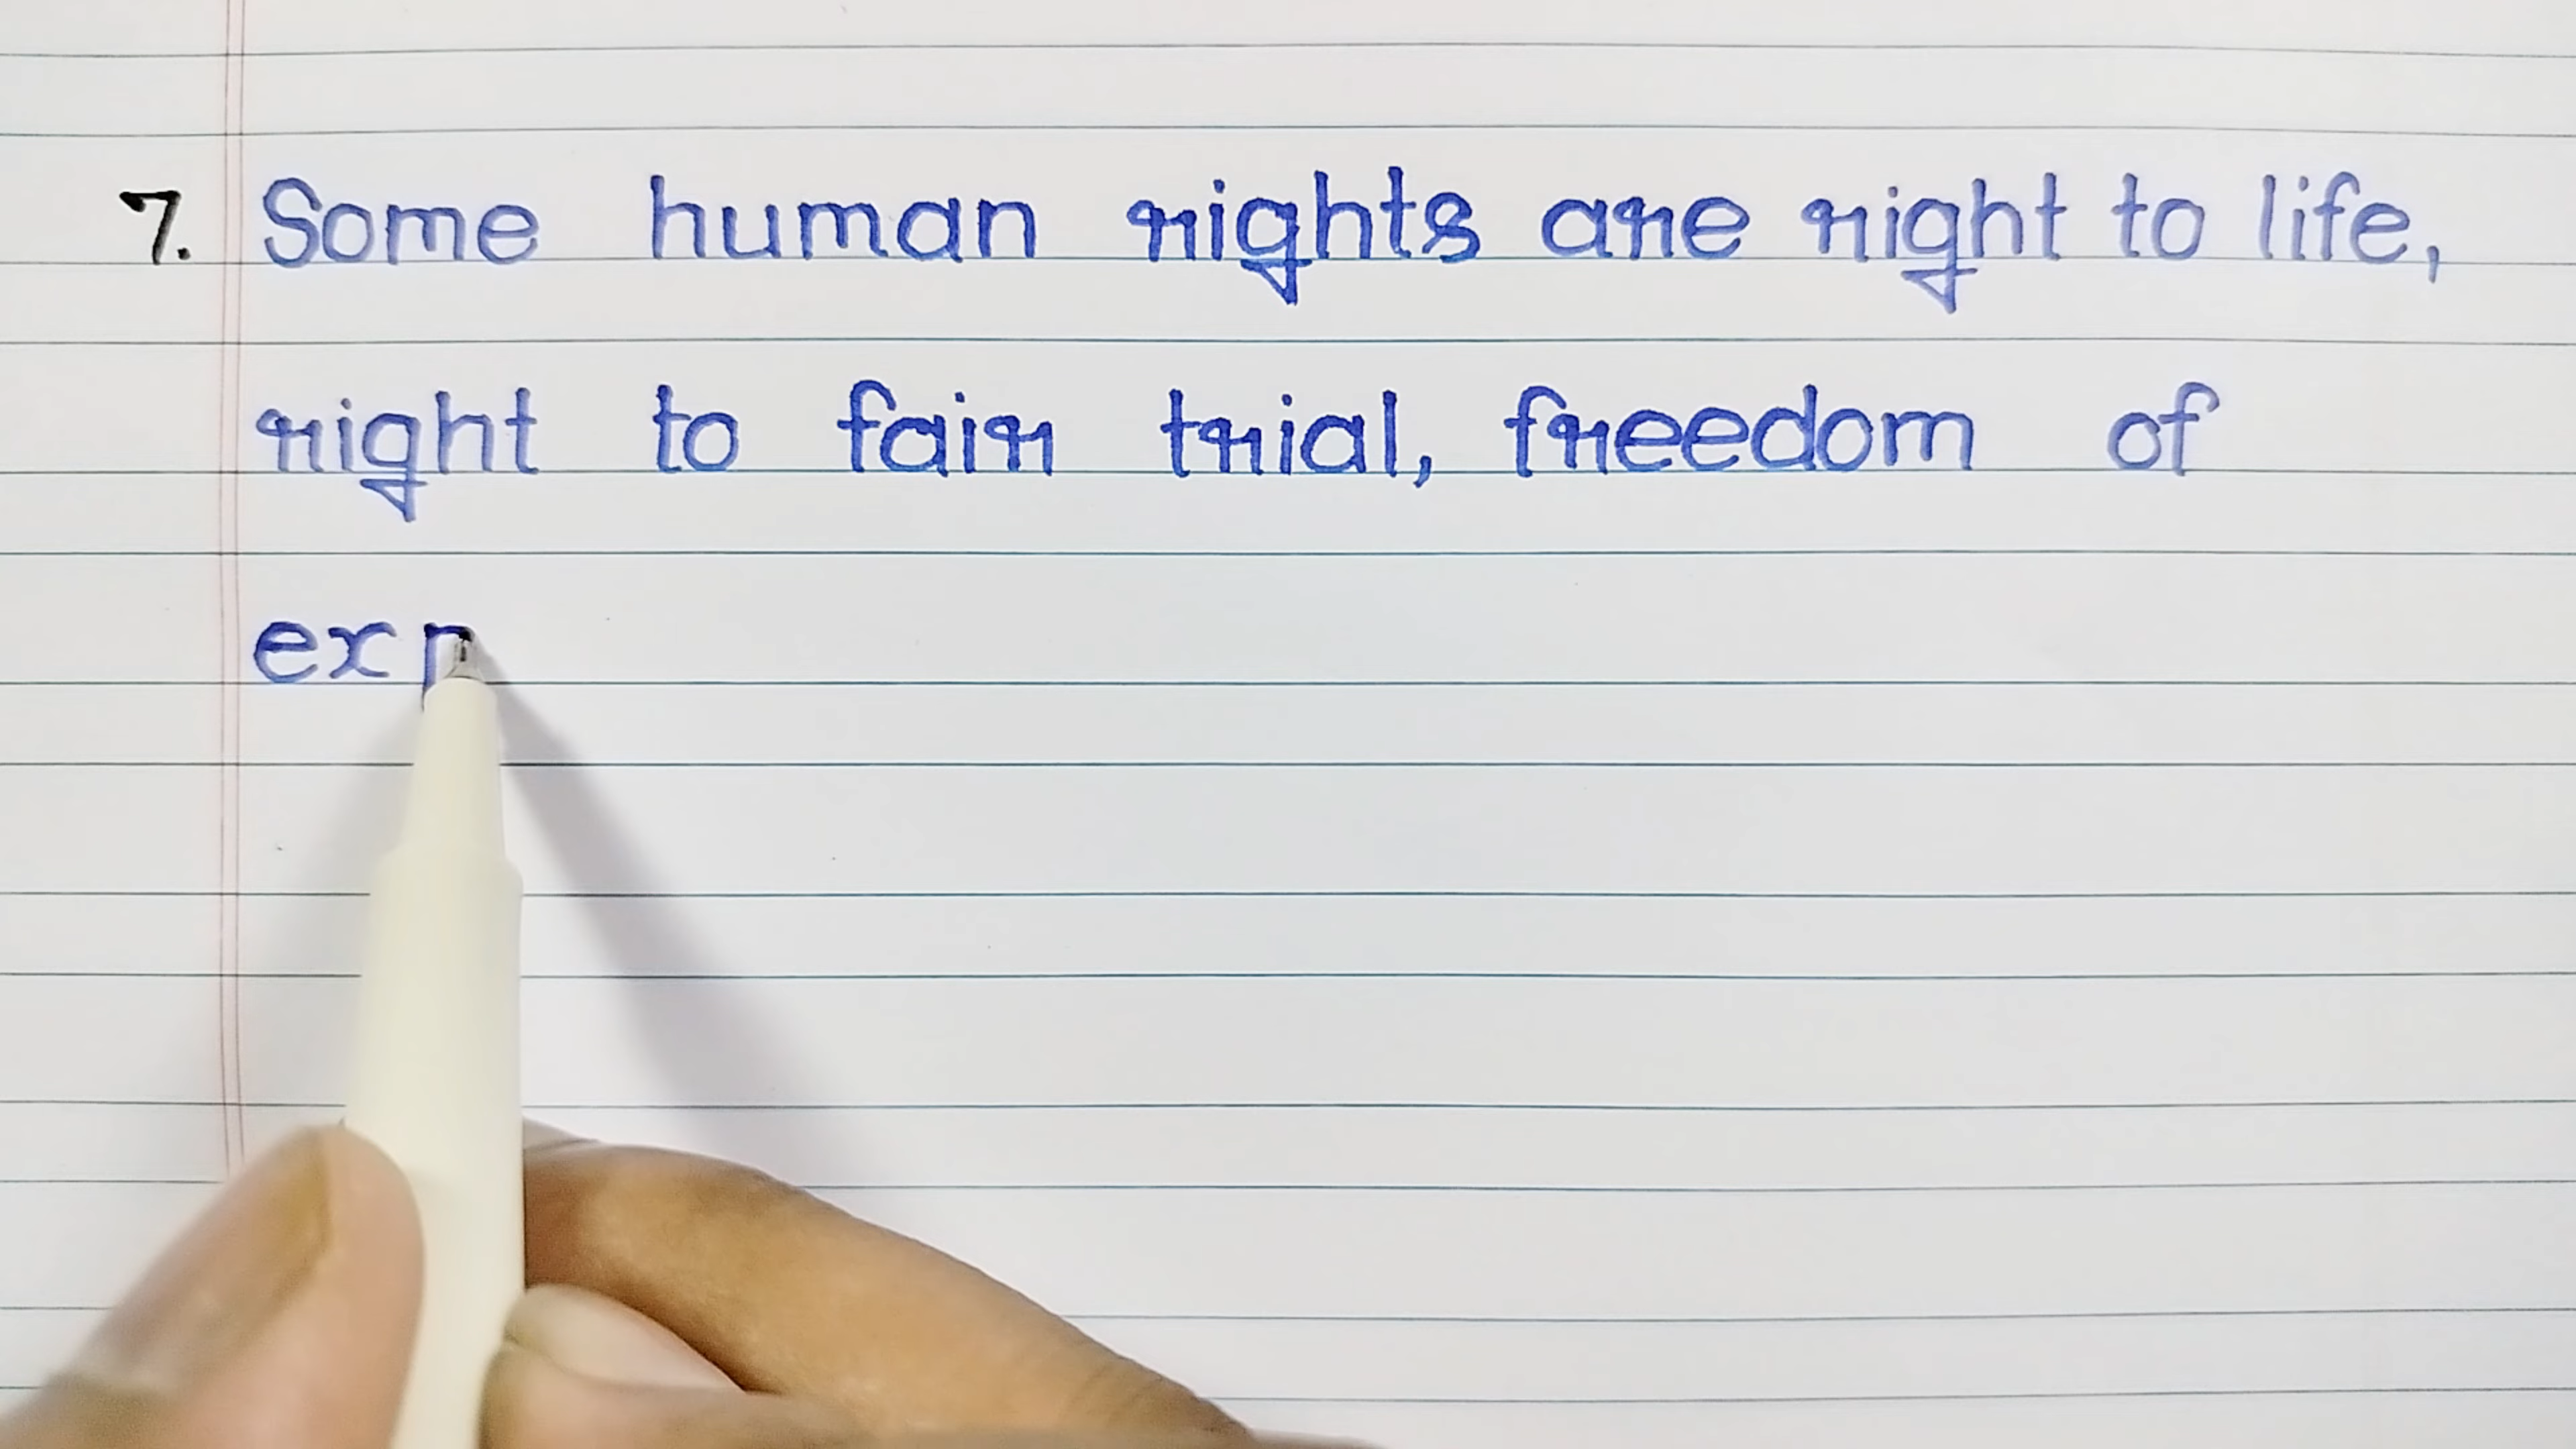 7. Some human rights are right to life,
right to fair trial, freedom of
exp